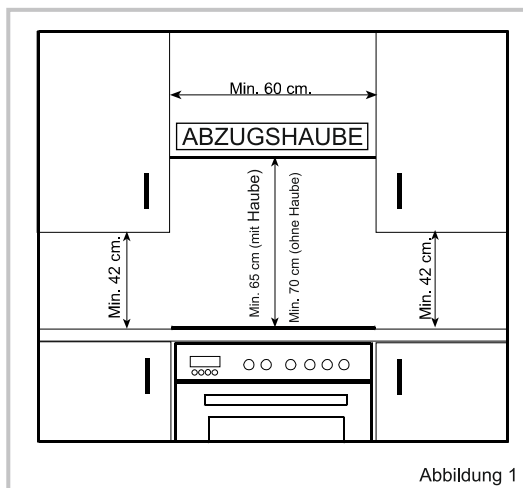 Min. 60 cm.
ABZUGSHAUBE
Min. 42 cm.
Min. 65 cm (mit Haube)
Min. 70 cm (ohne Haube)
Min. 42 cm.
Abbildung 1